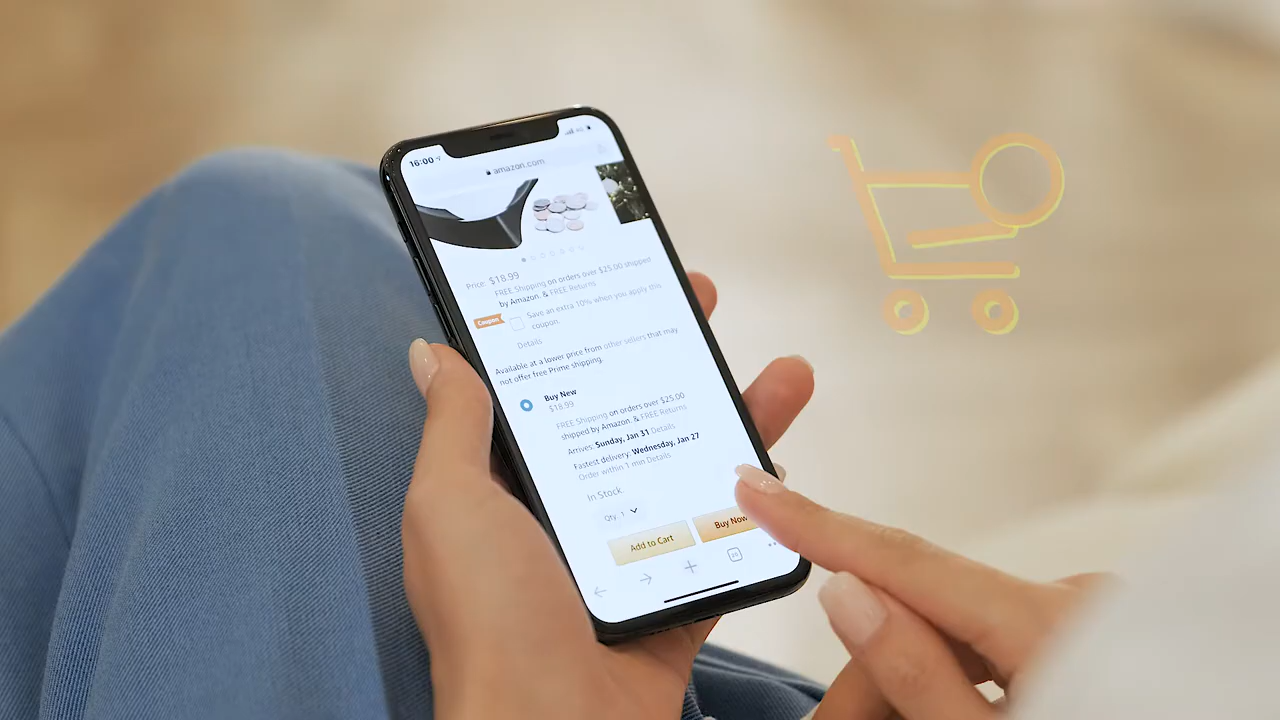 16:00
4G
amazon.com
Price: $18.99
FREE Shipping on orders over $25.00 shipped
by Amazon. & FREE Returns
Coupon
Save an extra 10% when you apply this
coupon.
Details
Available at a lower price from other sellers that may
not offer free Prime shipping.
Buy New
$18.99
FREE Shipping on orders over $25.00
shipped by Amazon. & FREE Returns
Arrives: Sunday, Jan 31 Details
Fastest delivery: Wednesday, Jan 27
Order within 1 min Details
In Stock.
Qty: 1
Add to Cart
Buy Now